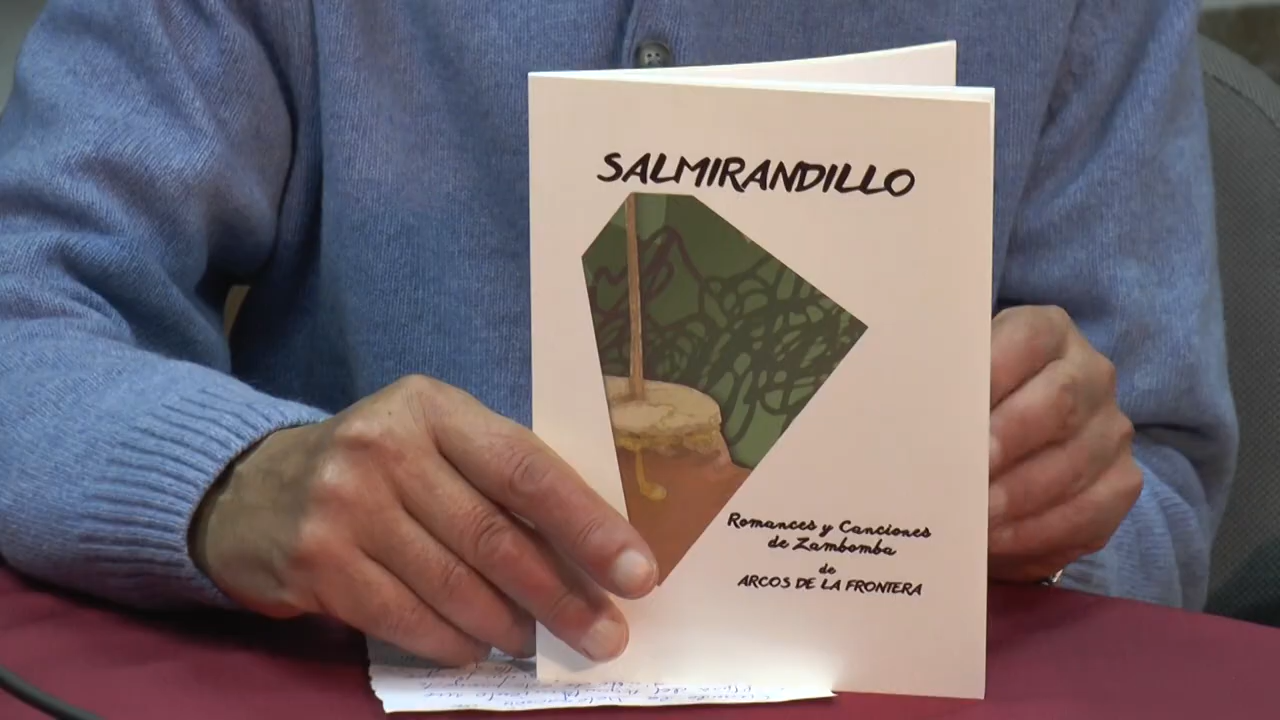 SALMIRANDILLO
Romances y Canciones
de Zambomba
de
ARCOS DE LA FRONTERA